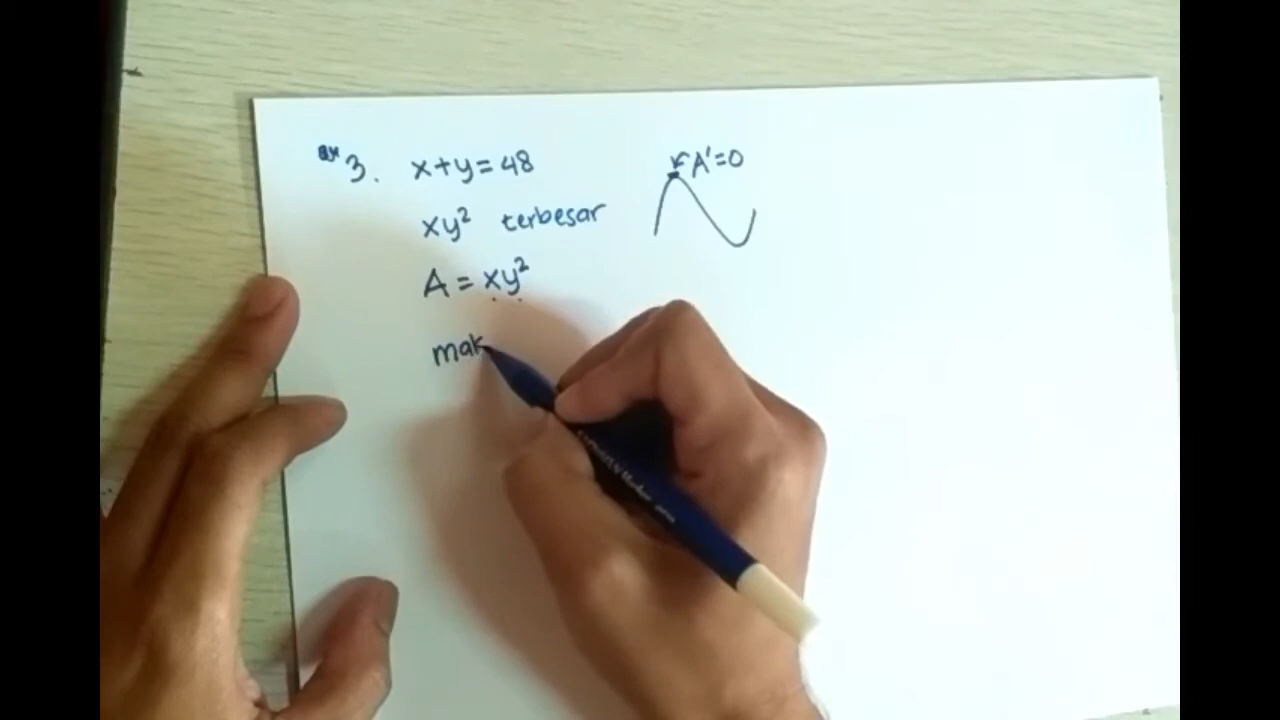 3. x+y=48
xy² terbesar
A'=0
A = xy²
mak